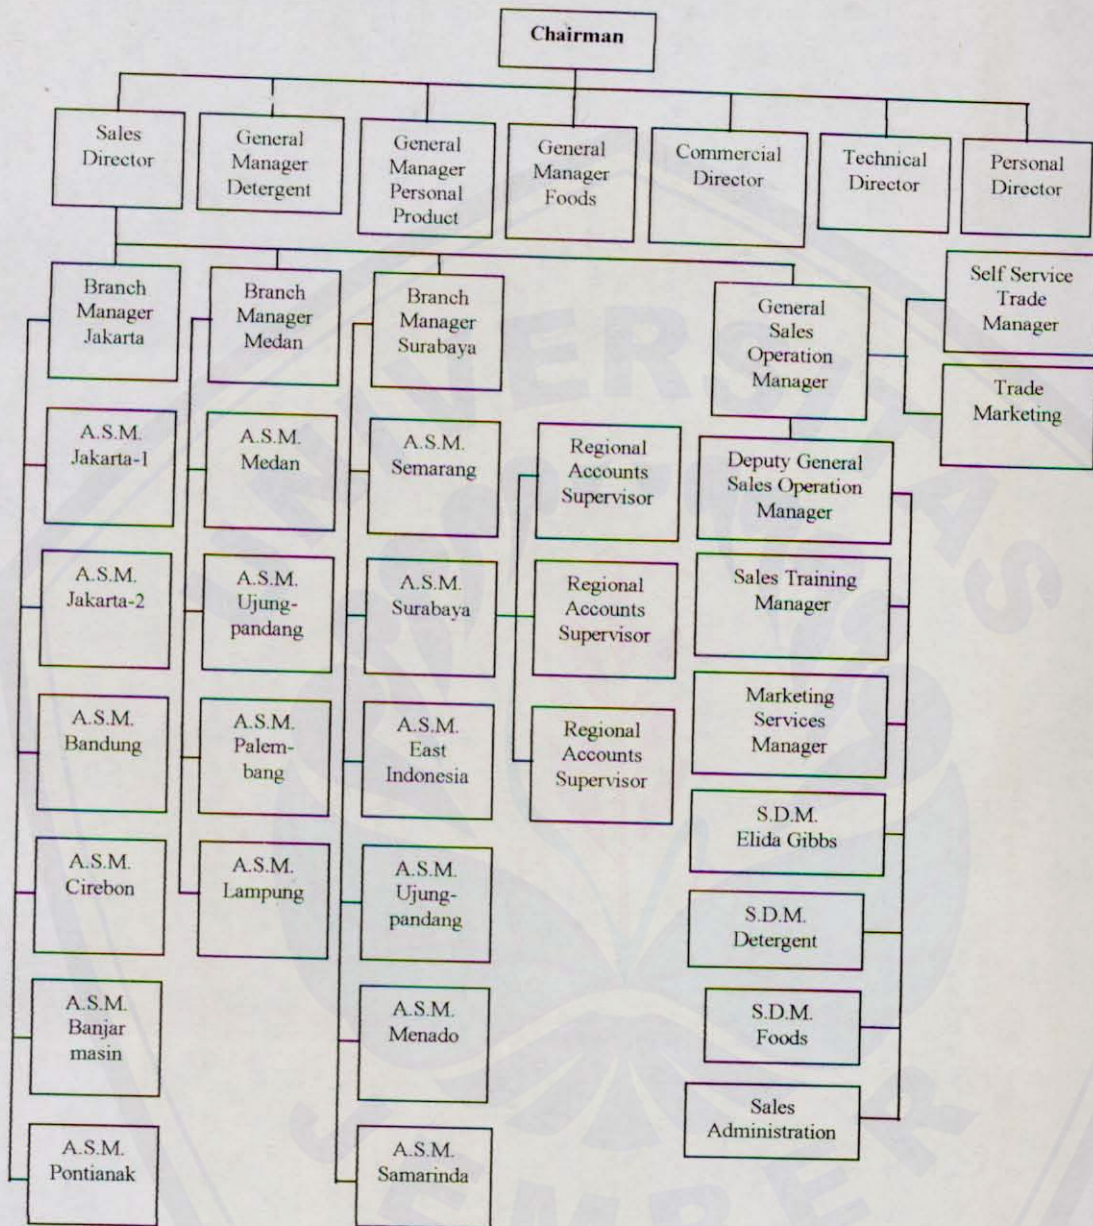 Chairman
Sales
Director
General
Manager
Detergent
General
Manager
Personal
Product
General
Manager
Foods
Commercial
Director
Technical
Director
Personal
Director
Branch
Manager
Jakarta
Branch
Manager
Medan
Branch
Manager
Surabaya
General
Sales
Operation
Manager
Self Service
Trade
Manager
Trade
Marketing
A.S.M.
Jakarta-1
A.S.M.
Medan
A.S.M.
Semarang
Regional
Accounts
Supervisor
Deputy General
Sales Operation
Manager
A.S.M.
Jakarta-2
A.S.M.
Ujung-
pandang
A.S.M.
Surabaya
Regional
Accounts
Supervisor
Sales Training
Manager
A.S.M.
Bandung
A.S.M.
Palem-
bang
A.S.M.
East
Indonesia
Regional
Accounts
Supervisor
Marketing
Services
Manager
S.D.M.
Elida Gibbs
A.S.M.
Cirebon
A.S.M.
Lampung
A.S.M.
Ujung-
pandang
S.D.M.
Detergent
A.S.M.
Banjar
masin
A.S.M.
Menado
S.D.M.
Foods
Sales
Administration
A.S.M.
Pontianak
A.S.M.
Samarinda
UNIVERSITAS
JEMBER